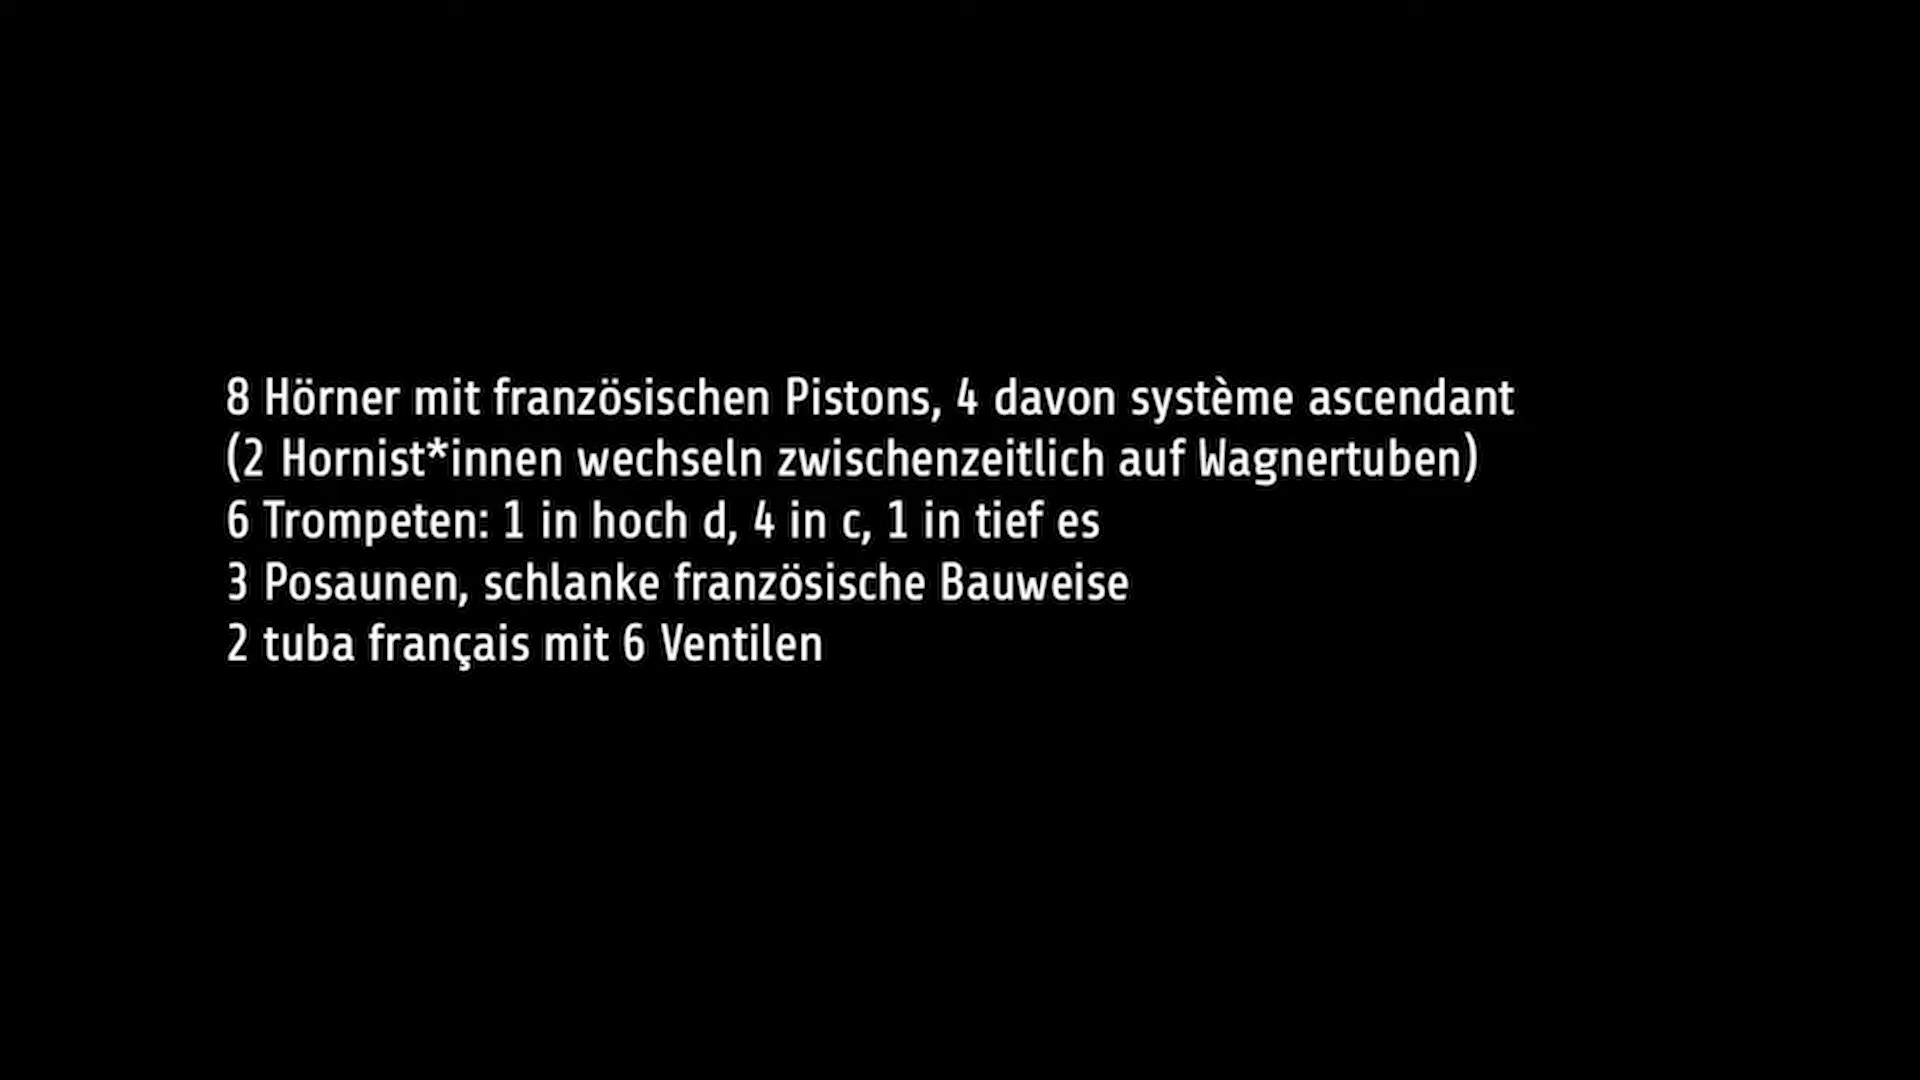 8 Hörner mit französischen Pistons, 4 davon système ascendant
(2 Hornist*innen wechseln zwischenzeitlich auf Wagnertuben)
6 Trompeten: 1 in hoch d, 4 in c, 1 in tief es
3 Posaunen, schlanke französische Bauweise
2 tuba français mit 6 Ventilen